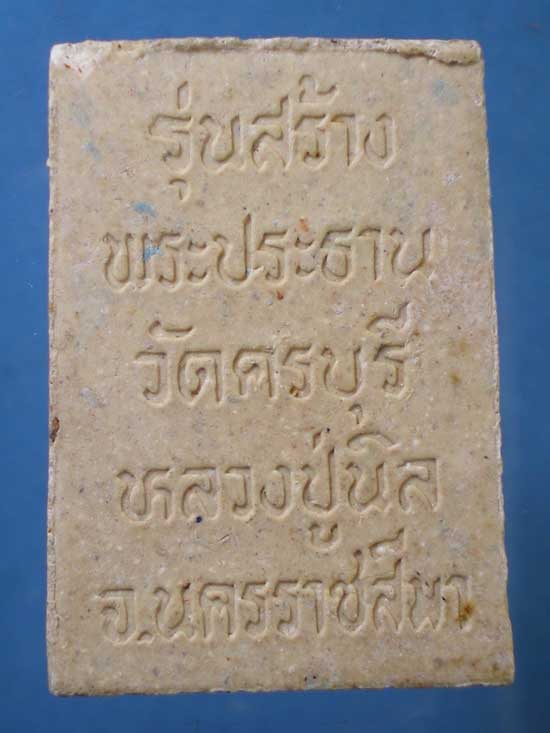 รุ่นสร้าง
พระประธาน
วัดครบุรี
หลวงปู่นิล
จ.นครราชสีมา